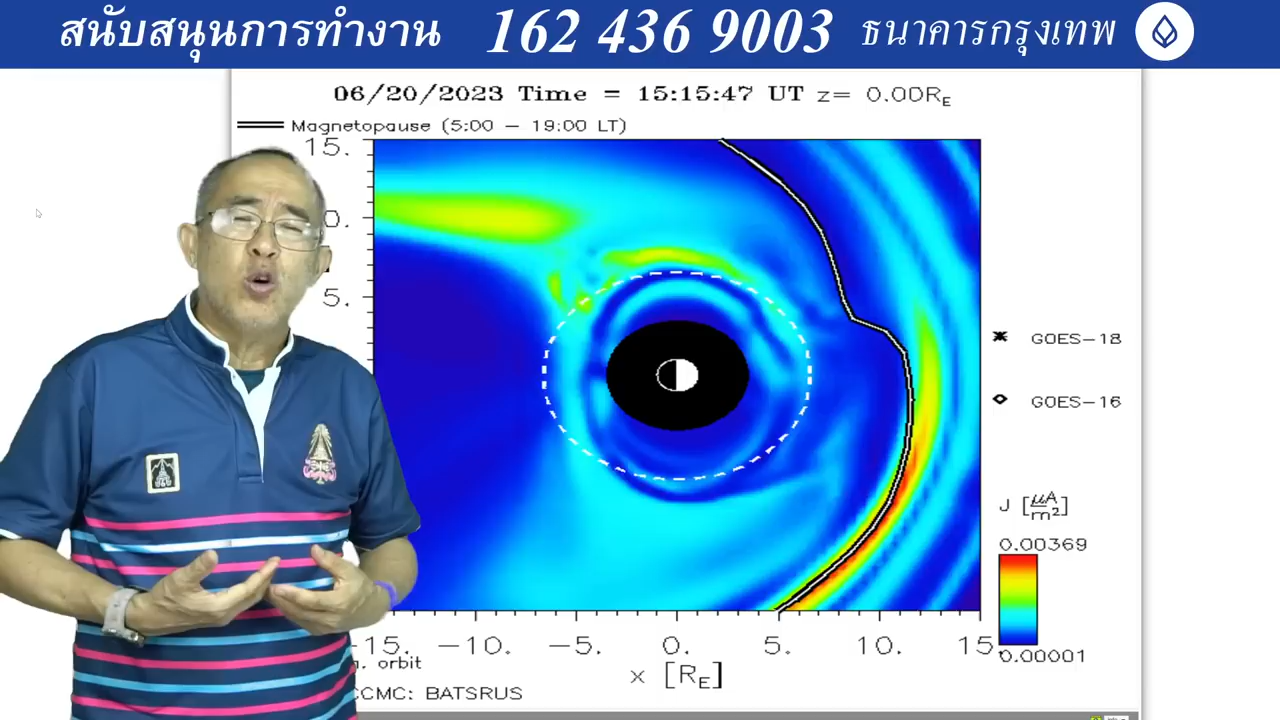 สนับสนุนการทำงาน 162 436 9003 ธนาคารกรุงเทพ
06/20/2023 Time = 15:15:47 UT z= 0.00RE
Magnetopause (5:00 – 19:00 LT)
15.
0.
5.
GOES-18
GOES-16
J [μA/m²]
0.00369
0.00001
-15. -10. -5. 0. 5. 10. 15.
orbit
x [RE]
CCMC: BATSRUS